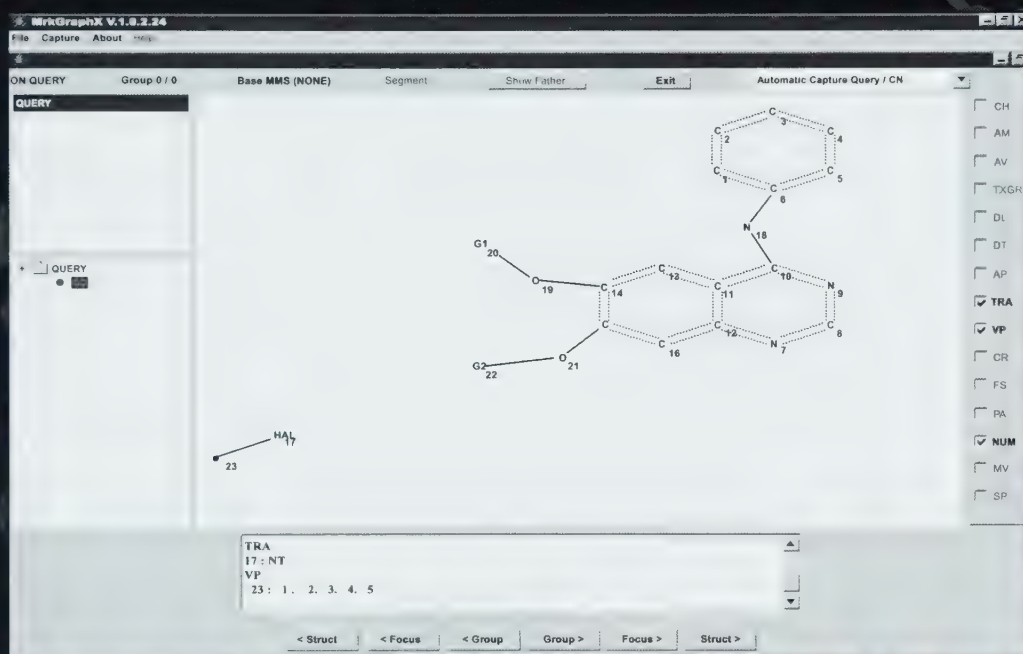 MrkGraphX V.1.8.2.24
File Capture About
ON QUERY Group 0 / 0 Base MMS (NONE) Segment Show Father Exit Automatic Capture Query / CN
QUERY
QUERY
C 3
C 2
C 4
C 1
C 5
C 6
N 18
G1 20
O 19
C 14
C 13
C 11
C 10
N 9
C
C 12
C 8
C 16
N 7
O 21
G2 22
HAL 17
23
CH
AM
AV
TXGR
DL
DT
AP
TRA
VP
CR
FS
PA
NUM
MV
SP
TRA
17 : NT
VP
23 : 1. 2. 3. 4. 5
< Struct < Focus < Group Group > Focus > Struct >